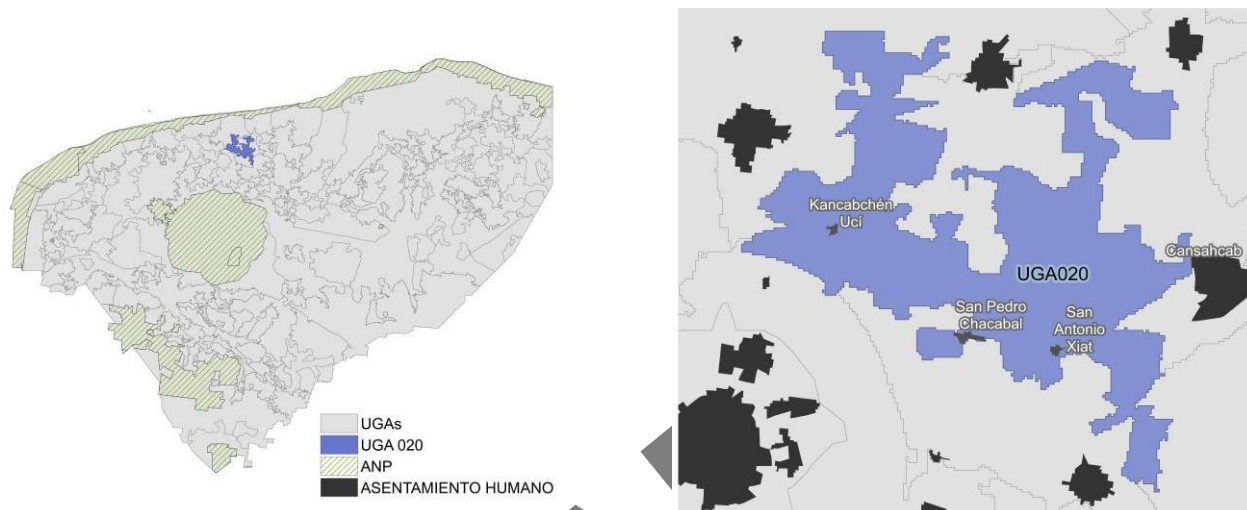 UGAs
UGA 020
ANP
ASENTAMIENTO HUMANO
Kancabchén
Ucí
Cansahcab
UGA020
San Pedro
Chacabal
San
Antonio
Xiat